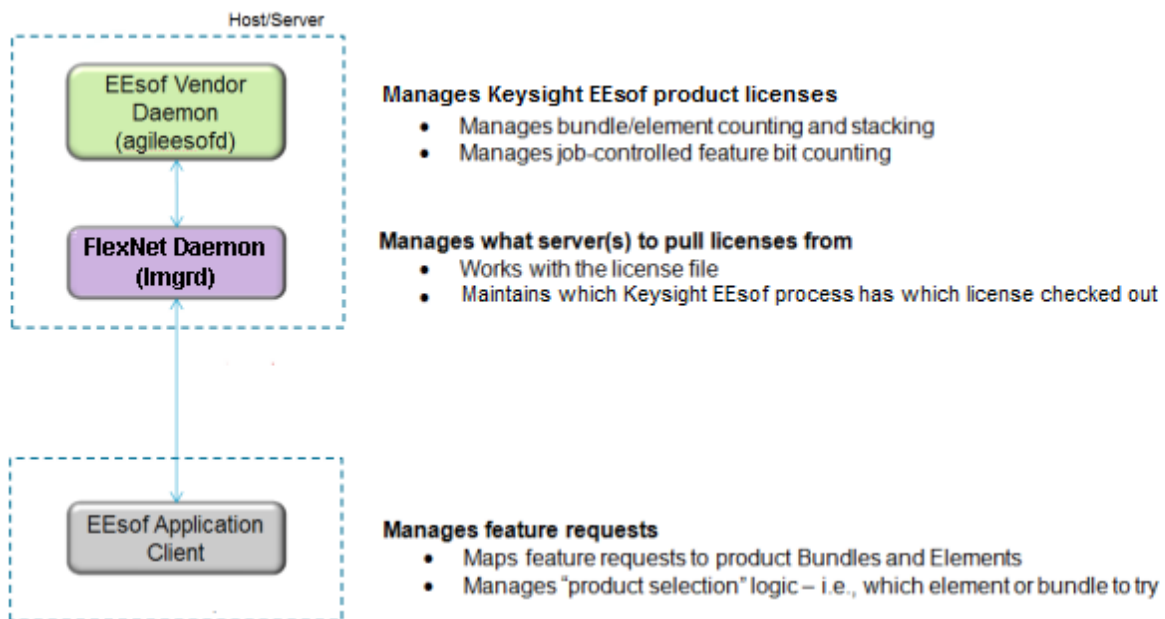 Host/Server
EEsof Vendor
Daemon
(agileesofd)
Manages Keysight EEsof product licenses
• Manages bundle/element counting and stacking
• Manages job-controlled feature bit counting
FlexNet Daemon
(lmgrd)
Manages what server(s) to pull licenses from
• Works with the license file
• Maintains which Keysight EEsof process has which license checked out
EEsof Application
Client
Manages feature requests
• Maps feature requests to product Bundles and Elements
• Manages “product selection” logic – i.e., which element or bundle to try